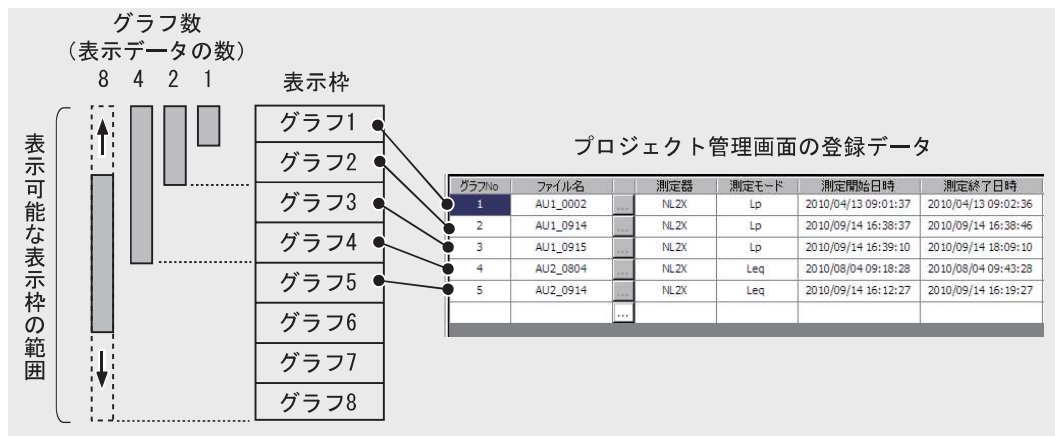 グラフ数
（表示データの数）
8 4 2 1
表示枠
表示可能な表示枠の範囲
グラフ1
グラフ2
グラフ3
グラフ4
グラフ5
グラフ6
グラフ7
グラフ8
プロジェクト管理画面の登録データ
グラフNo ファイル名 測定器 測定モード 測定開始日時 測定終了日時
1 AU1_0002 ... NL2X Lp 2010/04/13 09:01:37 2010/04/13 09:02:36
2 AU1_0914 ... NL2X Lp 2010/09/14 16:38:37 2010/09/14 16:38:46
3 AU1_0915 ... NL2X Lp 2010/09/14 16:39:10 2010/09/14 18:09:10
4 AU2_0804 ... NL2X Leq 2010/08/04 09:18:28 2010/08/04 09:43:28
5 AU2_0914 ... NL2X Leq 2010/09/14 16:12:27 2010/09/14 16:19:27
...